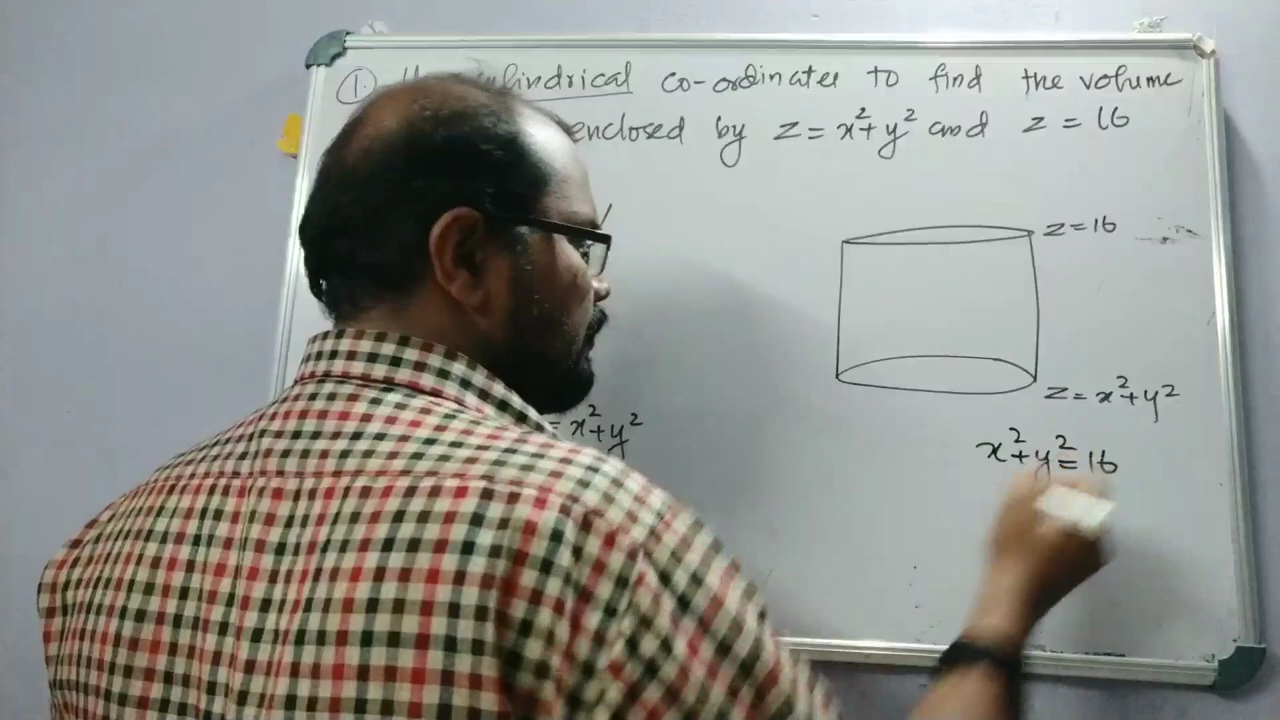 1. cylindrical co-ordinates to find the volume
enclosed by z = x² + y² and z = 16
z = 16
z = x² + y²
= x² + y²
x² + y² = 16